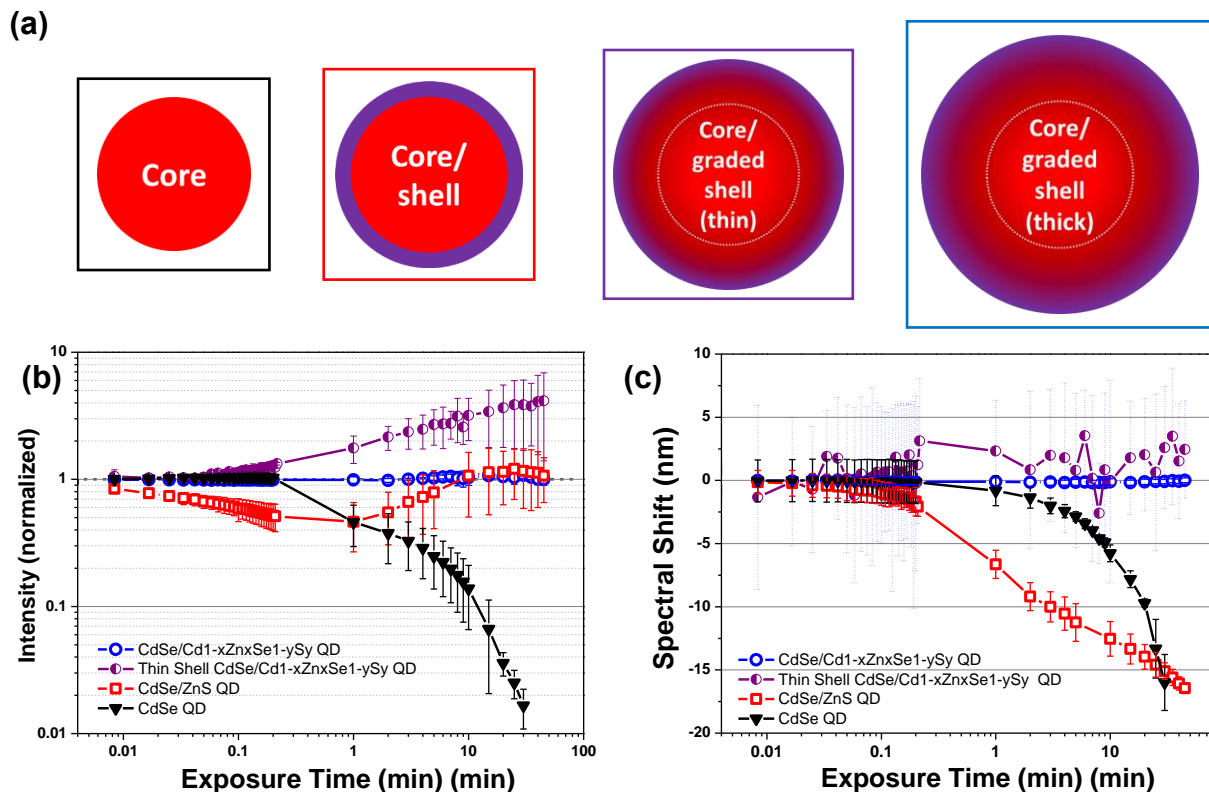 (a)
Core
Core/
shell
Core/
graded
shell
(thin)
Core/
graded
shell
(thick)
(b)
Intensity (normalized)
10
1
0.1
0.01
CdSe/Cd1-xZnxSe1-ySy QD
Thin Shell CdSe/Cd1-xZnxSe1-ySy QD
CdSe/ZnS QD
CdSe QD
0.01 0.1 1 10 100
Exposure Time (min) (min)
(c)
Spectral Shift (nm)
10
5
0
-5
-10
-15
-20
CdSe/Cd1-xZnxSe1-ySy QD
Thin Shell CdSe/Cd1-xZnxSe1-ySy QD
CdSe/ZnS QD
CdSe QD
0.01 0.1 1 10
Exposure Time (min) (min)